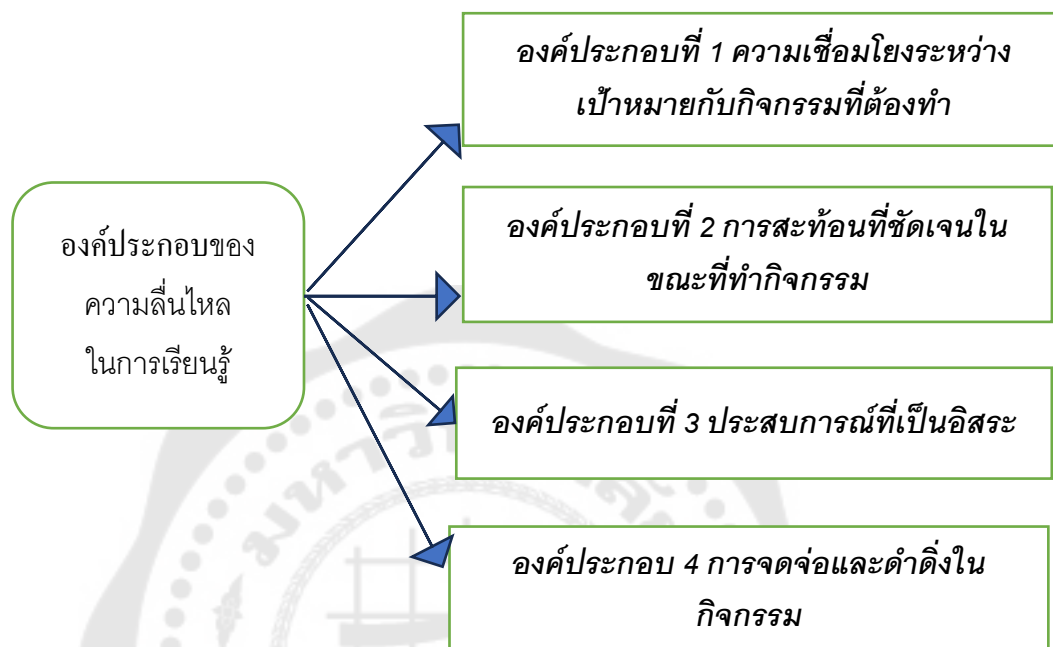 องค์ประกอบที่ 1 ความเชื่อมโยงระหว่าง
เป้าหมายกับกิจกรรมที่ต้องทำ
องค์ประกอบของ
ความลื่นไหล
ในการเรียนรู้
องค์ประกอบที่ 2 การสะท้อนที่ชัดเจนใน
ขณะที่ทำกิจกรรม
องค์ประกอบที่ 3 ประสบการณ์ที่เป็นอิสระ
องค์ประกอบ 4 การจดจ่อและดำดิ่งใน
กิจกรรม